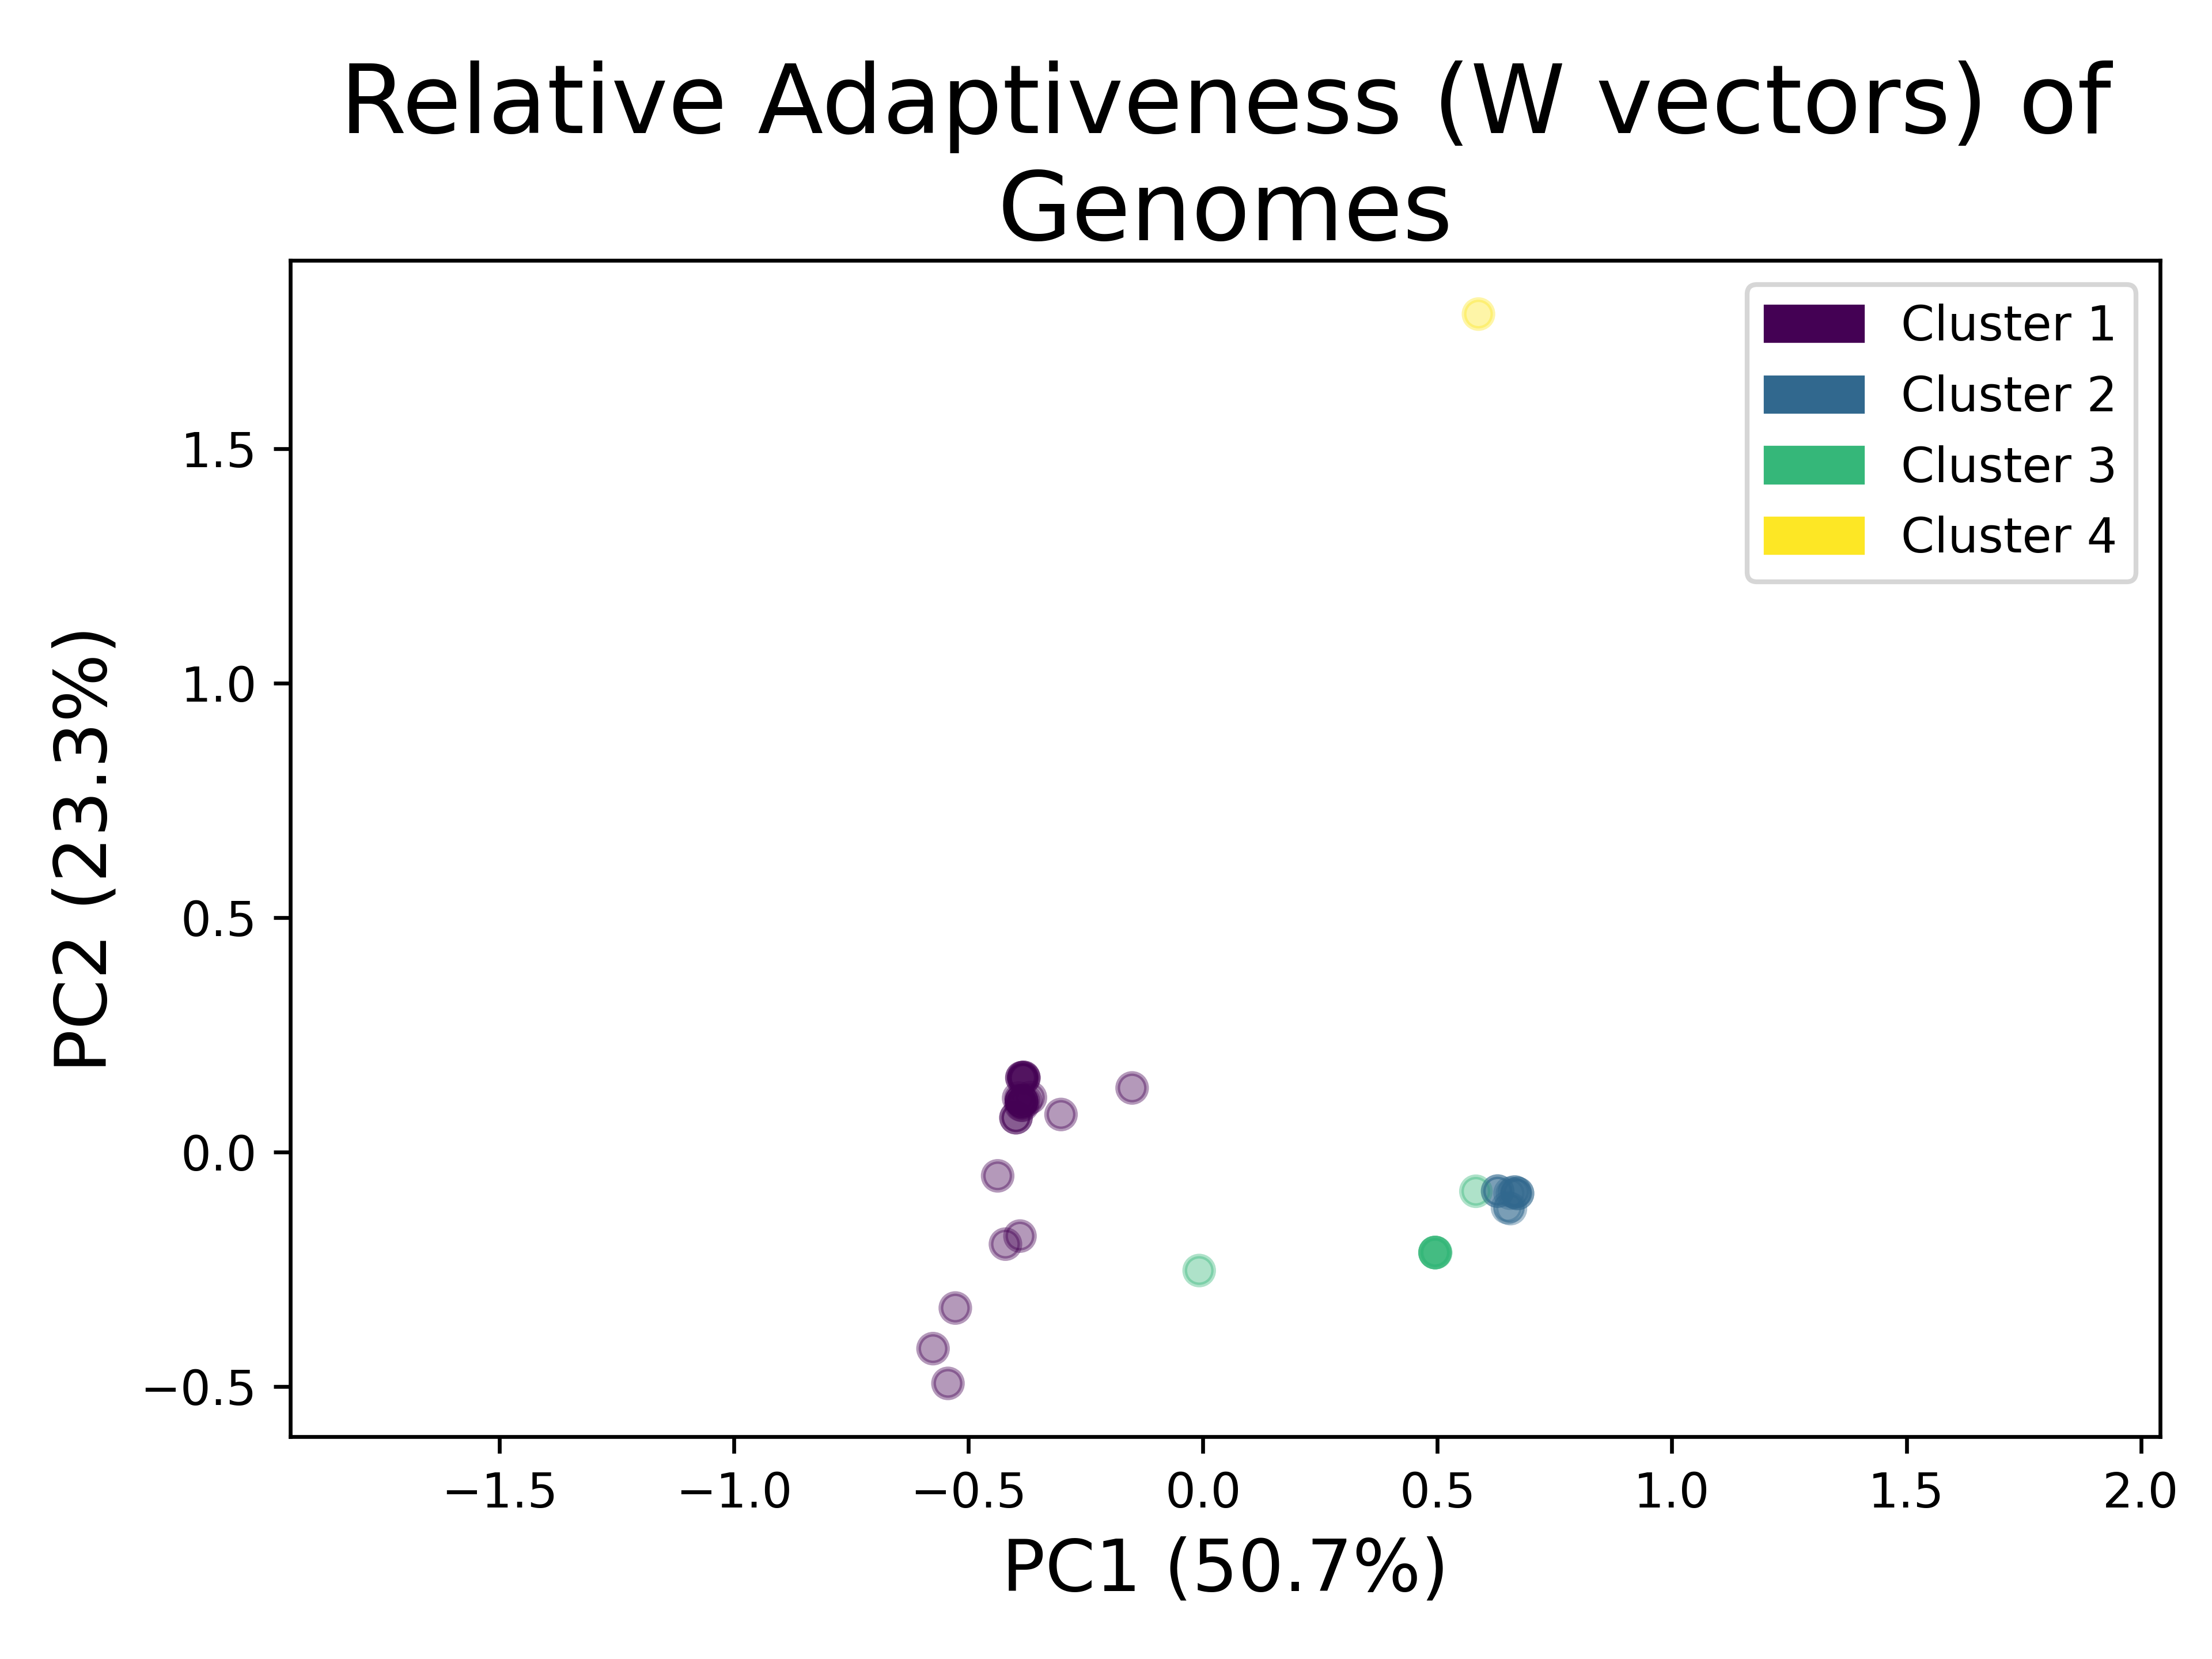 Relative Adaptiveness (W vectors) of
Genomes
Cluster 1
Cluster 2
Cluster 3
Cluster 4
PC2 (23.3%)
1.5
1.0
0.5
0.0
−0.5
−1.5 −1.0 −0.5 0.0 0.5 1.0 1.5 2.0
PC1 (50.7%)